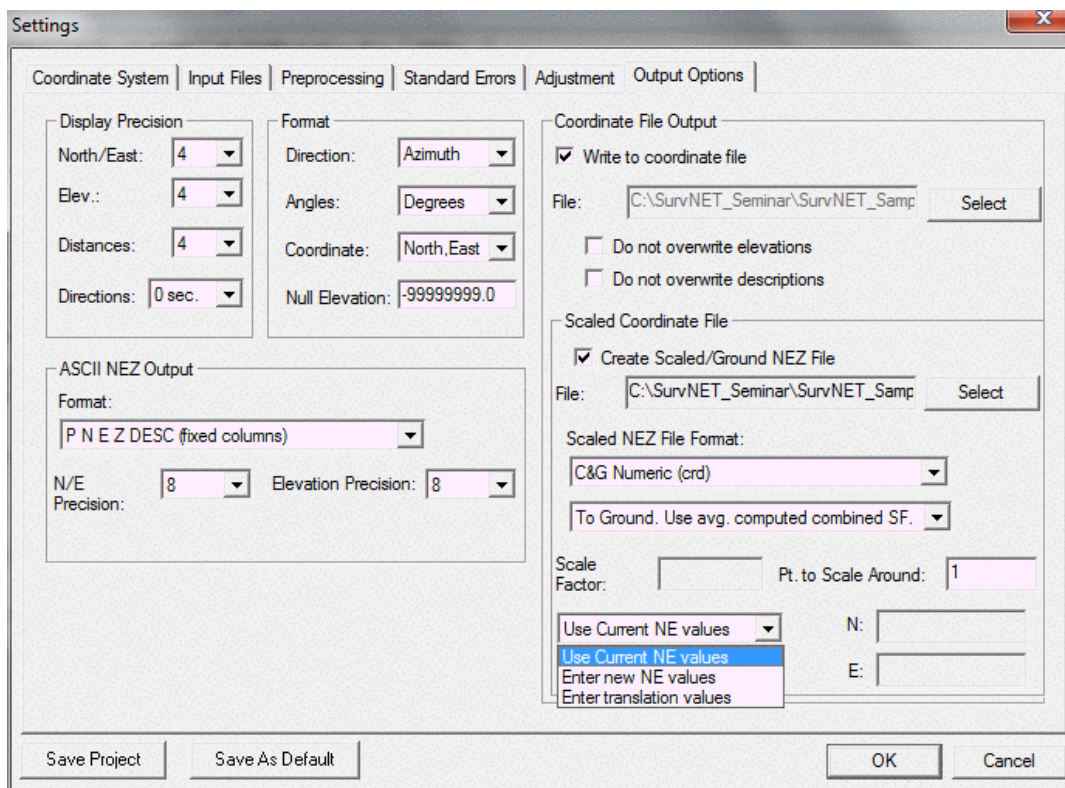 Settings
X
Coordinate System
Input Files
Preprocessing
Standard Errors
Adjustment
Output Options
Display Precision
North/East: 4
Elev.: 4
Distances: 4
Directions: 0 sec.
Format
Direction: Azimuth
Angles: Degrees
Coordinate: North,East
Null Elevation: -99999999.0
ASCII NEZ Output
Format:
P N E Z DESC (fixed columns)
N/E Precision: 8
Elevation Precision: 8
Coordinate File Output
Write to coordinate file
File: C:\SurvNET_Seminar\SurvNET_Samp Select
Do not overwrite elevations
Do not overwrite descriptions
Scaled Coordinate File
Create Scaled/Ground NEZ File
File: C:\SurvNET_Seminar\SurvNET_Samp Select
Scaled NEZ File Format:
C&G Numeric (crd)
To Ground. Use avg. computed combined SF.
Scale Factor:
Pt. to Scale Around: 1
Use Current NE values
Use Current NE values
Enter new NE values
Enter translation values
N:
E:
Save Project
Save As Default
OK
Cancel